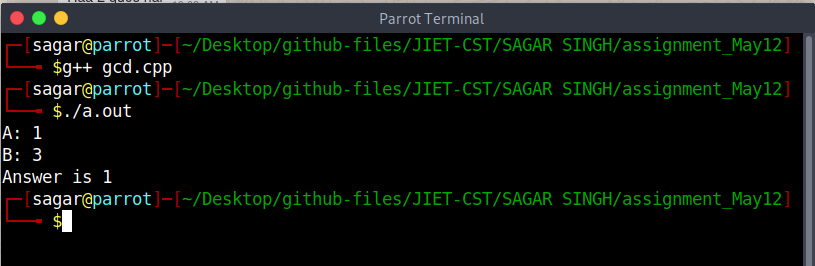 Parrot Terminal
[sagar@parrot]─[~/Desktop/github-files/JIET-CST/SAGAR SINGH/assignment_May12]
$g++ gcd.cpp
[sagar@parrot]─[~/Desktop/github-files/JIET-CST/SAGAR SINGH/assignment_May12]
$./a.out
A: 1
B: 3
Answer is 1
[sagar@parrot]─[~/Desktop/github-files/JIET-CST/SAGAR SINGH/assignment_May12]
$